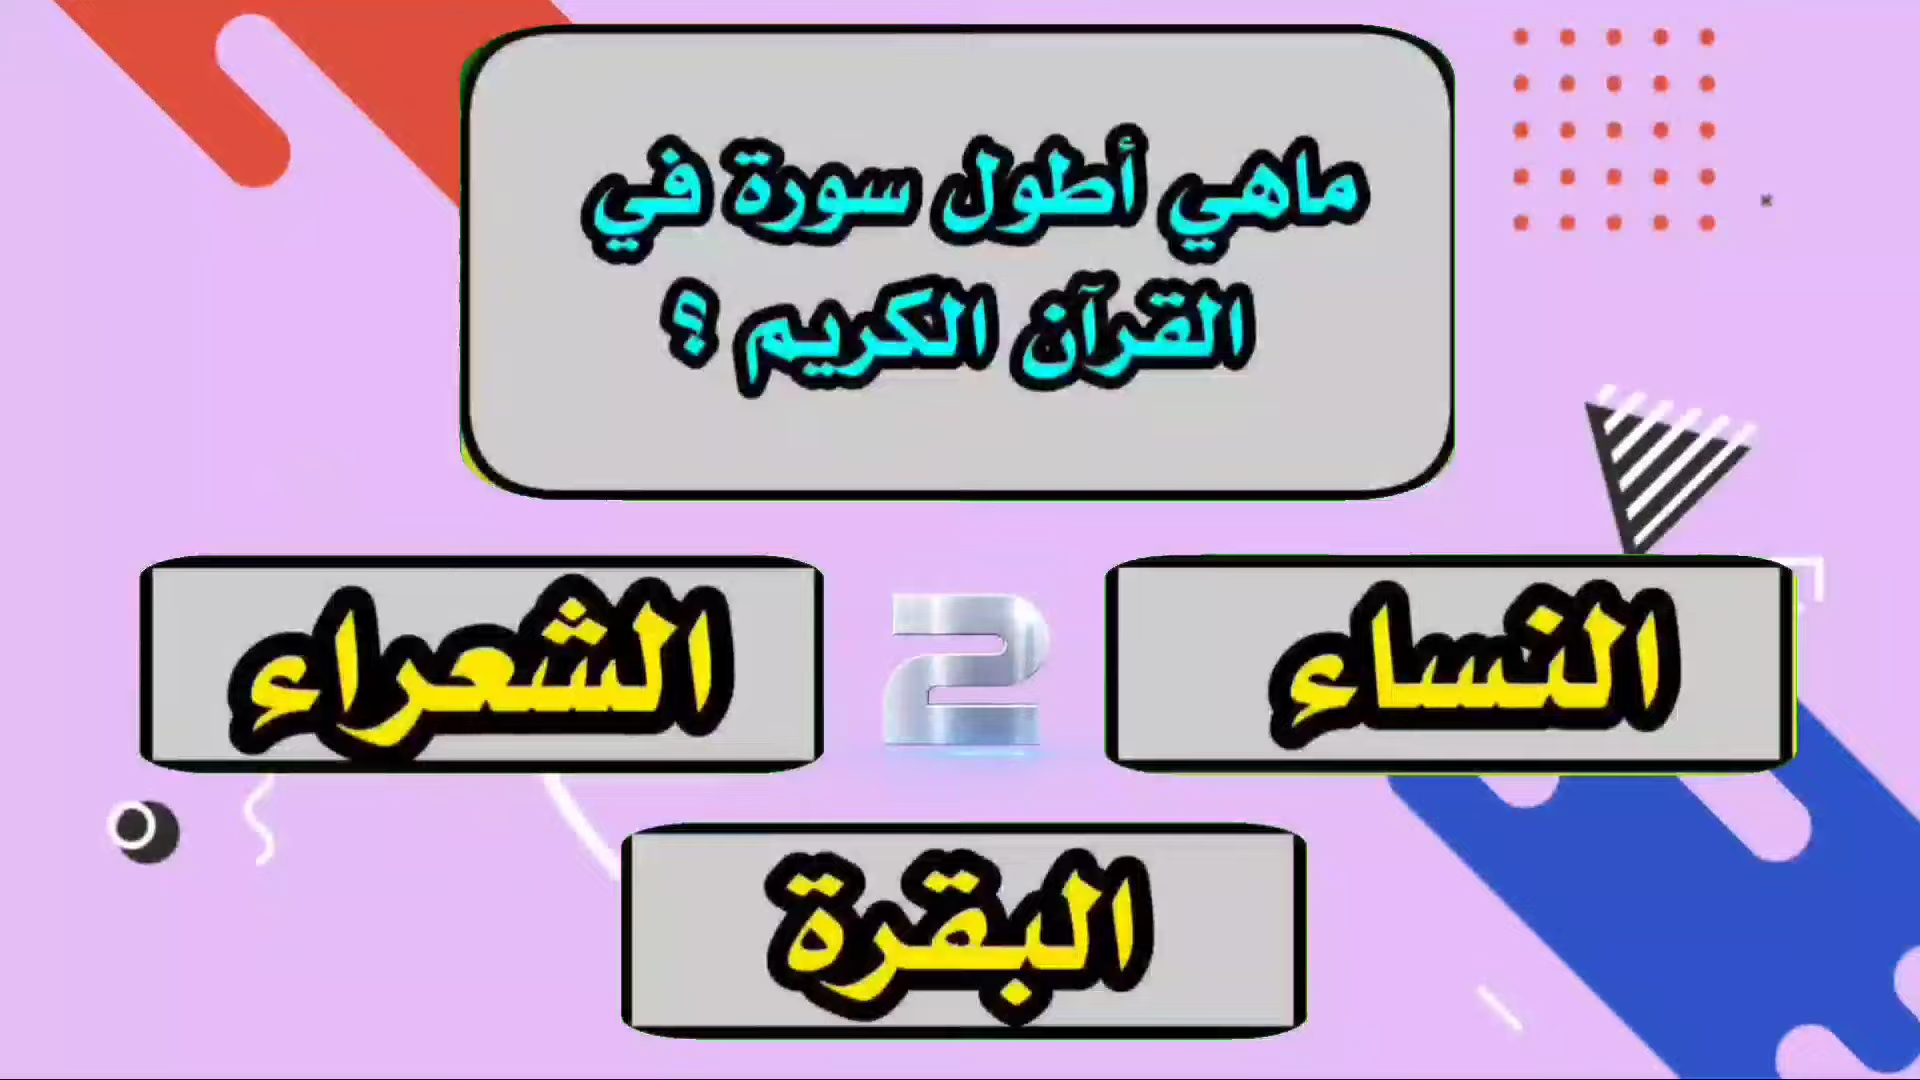 ماهي أطول سورة في
القرآن الكريم ؟
النساء
2
الشعراء
البقرة